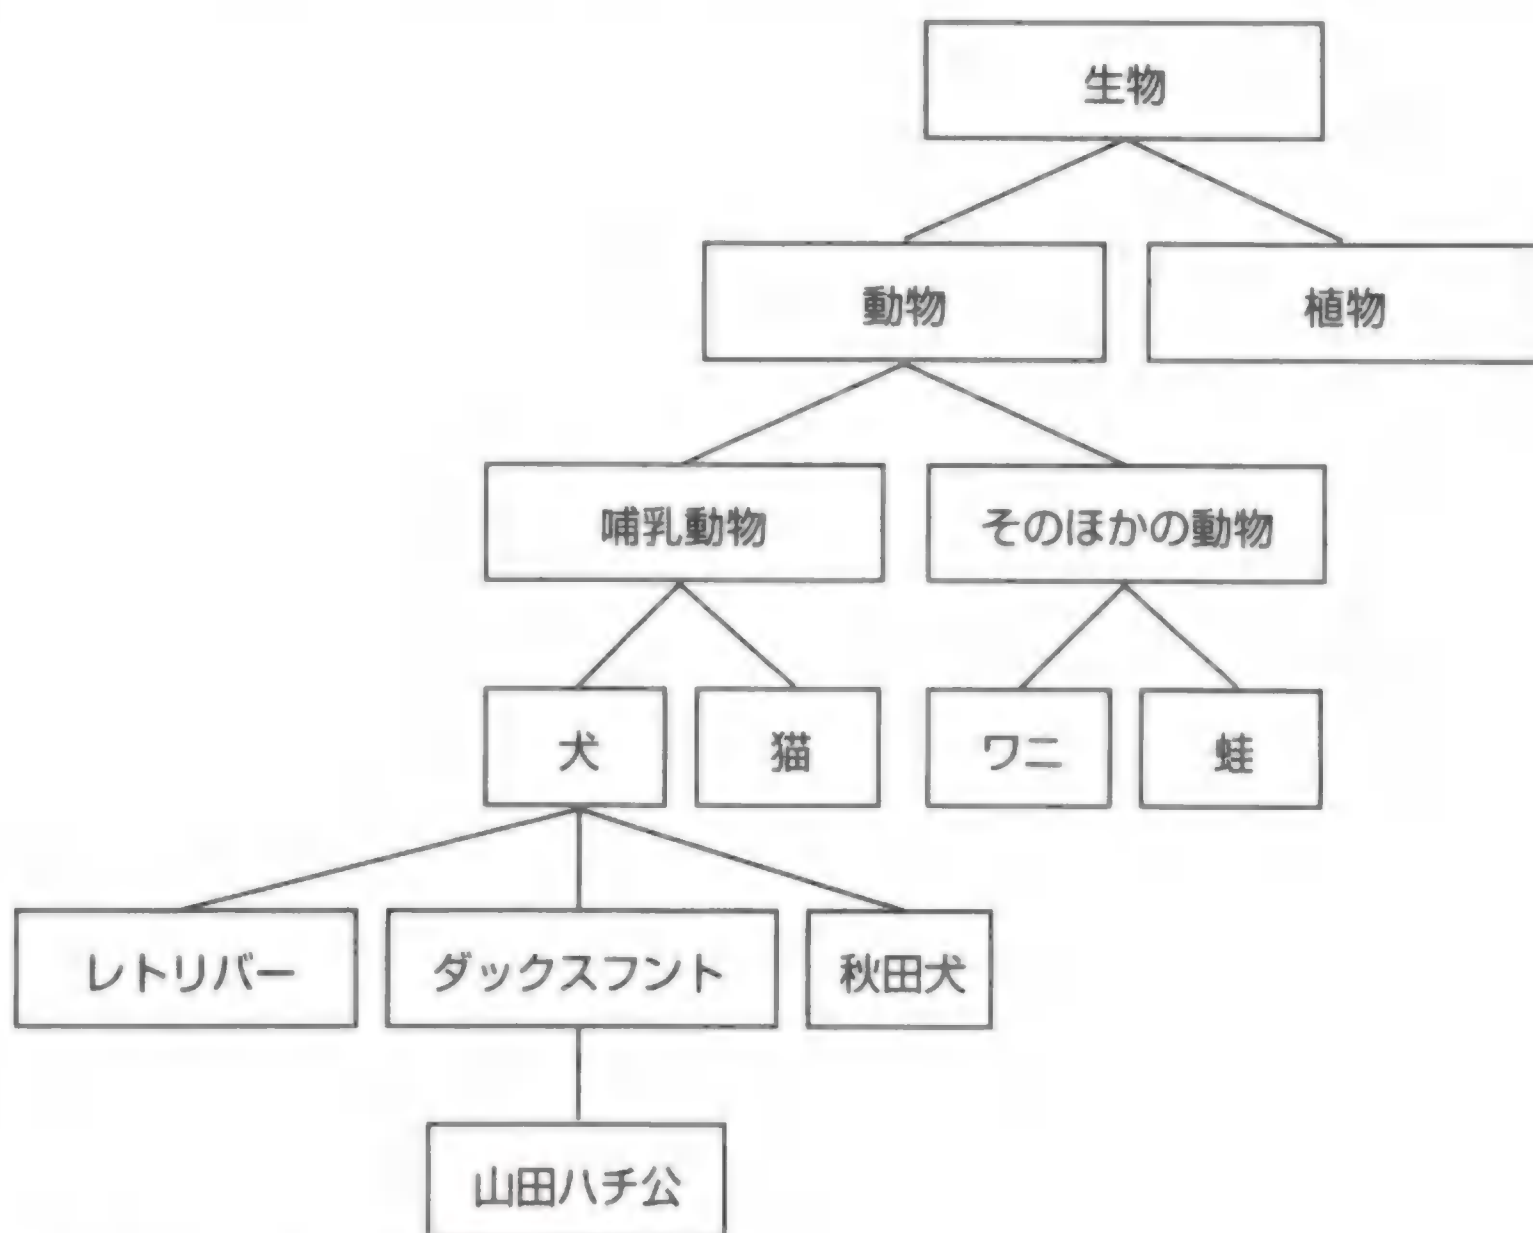 生物
動物
植物
哺乳動物
そのほかの動物
犬
猫
ワニ
蛙
レトリバー
ダックスフント
秋田犬
山田ハチ公